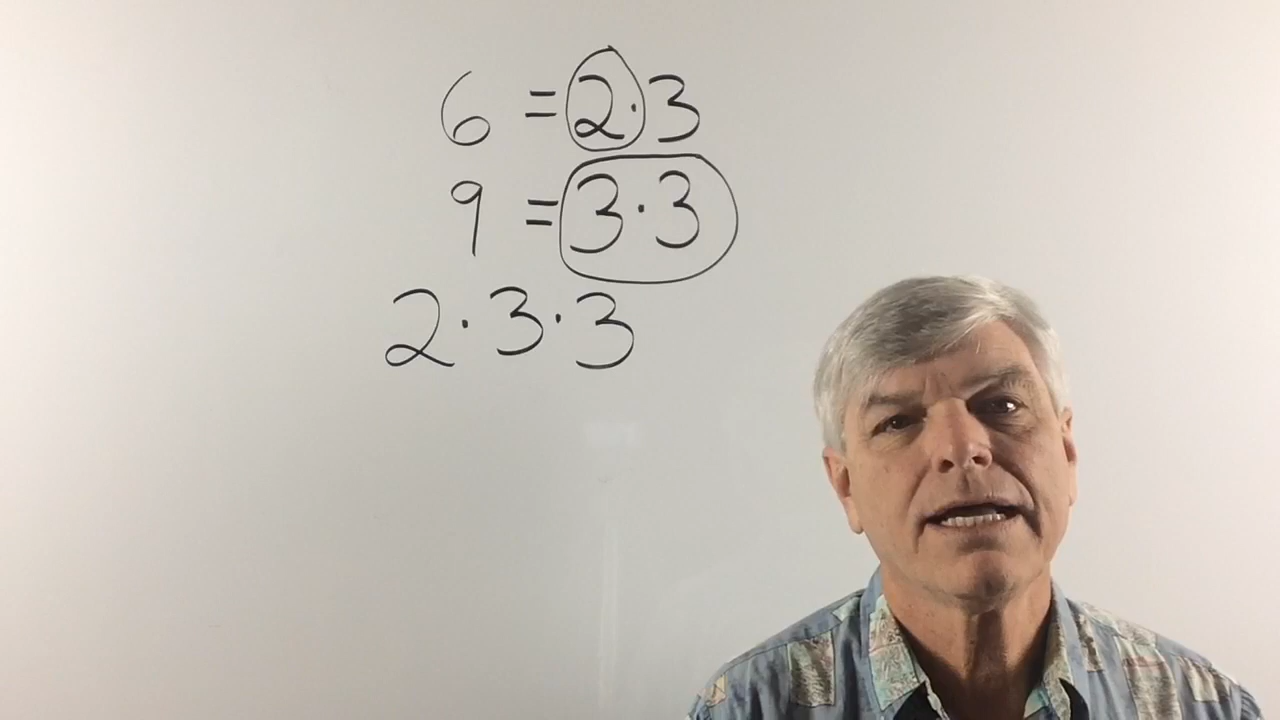 6 = 2·3
9 = 3·3
2·3·3